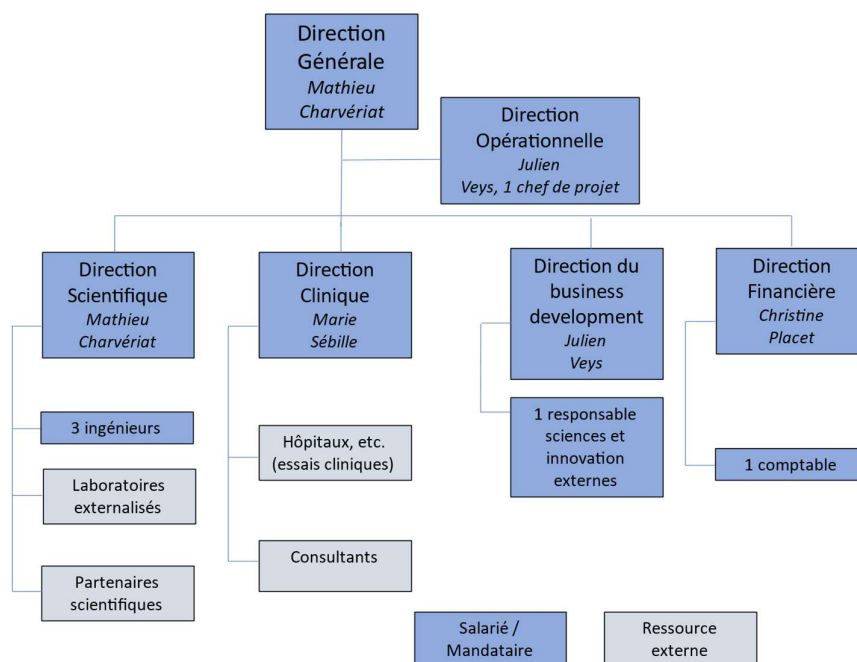 Direction
Générale
Mathieu
Charvériat
Direction
Opérationnelle
Julien
Veys, 1 chef de projet
Direction
Scientifique
Mathieu
Charvériat
Direction
Clinique
Marie
Sébille
Direction du
business
development
Julien
Veys
Direction
Financière
Christine
Placet
3 ingénieurs
Laboratoires
externalisés
Partenaires
scientifiques
Hôpitaux, etc.
(essais cliniques)
Consultants
1 responsable
sciences et
innovation
externes
1 comptable
Salarié /
Mandataire
Ressource
externe